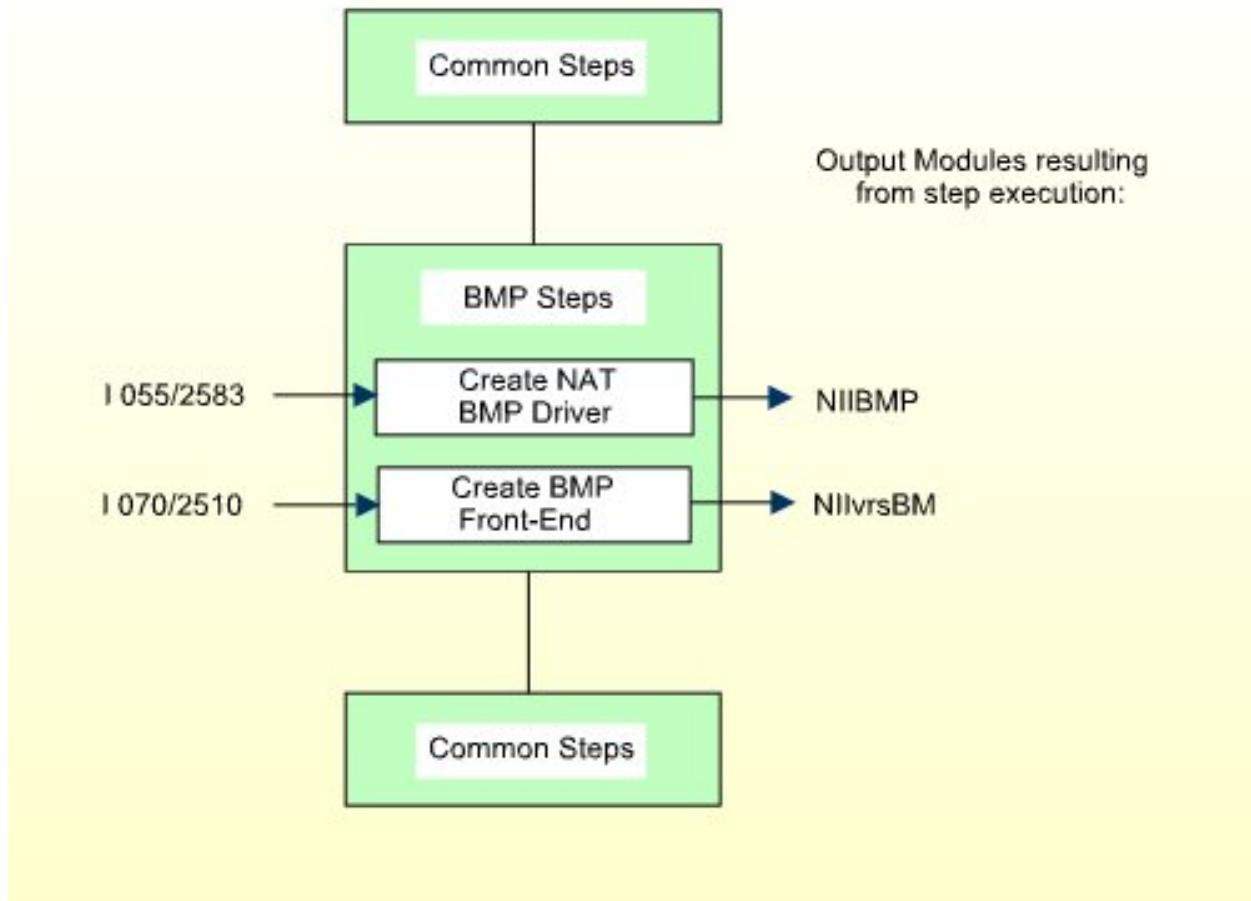 Common Steps
Output Modules resulting
from step execution:
BMP Steps
I 055/2583
Create NAT
BMP Driver
NIIBMP
I 070/2510
Create BMP
Front-End
NIIvrsBM
Common Steps